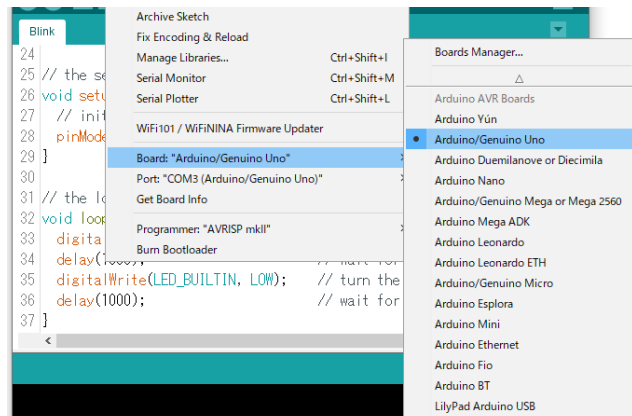 Blink
24
25 // the se
26 void setu
27 // init
28 pinMode
29 }
30
31 // the lo
32 void loop
33 digita
34 delay(1000); // wait for
35 digitalWrite(LED_BUILTIN, LOW); // turn the
36 delay(1000); // wait for
37 }
Archive Sketch
Fix Encoding & Reload
Manage Libraries... Ctrl+Shift+I
Serial Monitor Ctrl+Shift+M
Serial Plotter Ctrl+Shift+L
WiFi101 / WiFiNINA Firmware Updater
Board: "Arduino/Genuino Uno"
Port: "COM3 (Arduino/Genuino Uno)"
Get Board Info
Programmer: "AVRISP mkII"
Burn Bootloader
Boards Manager...
Arduino AVR Boards
Arduino Yún
Arduino/Genuino Uno
Arduino Duemilanove or Diecimila
Arduino Nano
Arduino/Genuino Mega or Mega 2560
Arduino Mega ADK
Arduino Leonardo
Arduino Leonardo ETH
Arduino/Genuino Micro
Arduino Esplora
Arduino Mini
Arduino Ethernet
Arduino Fio
Arduino BT
LilyPad Arduino USB